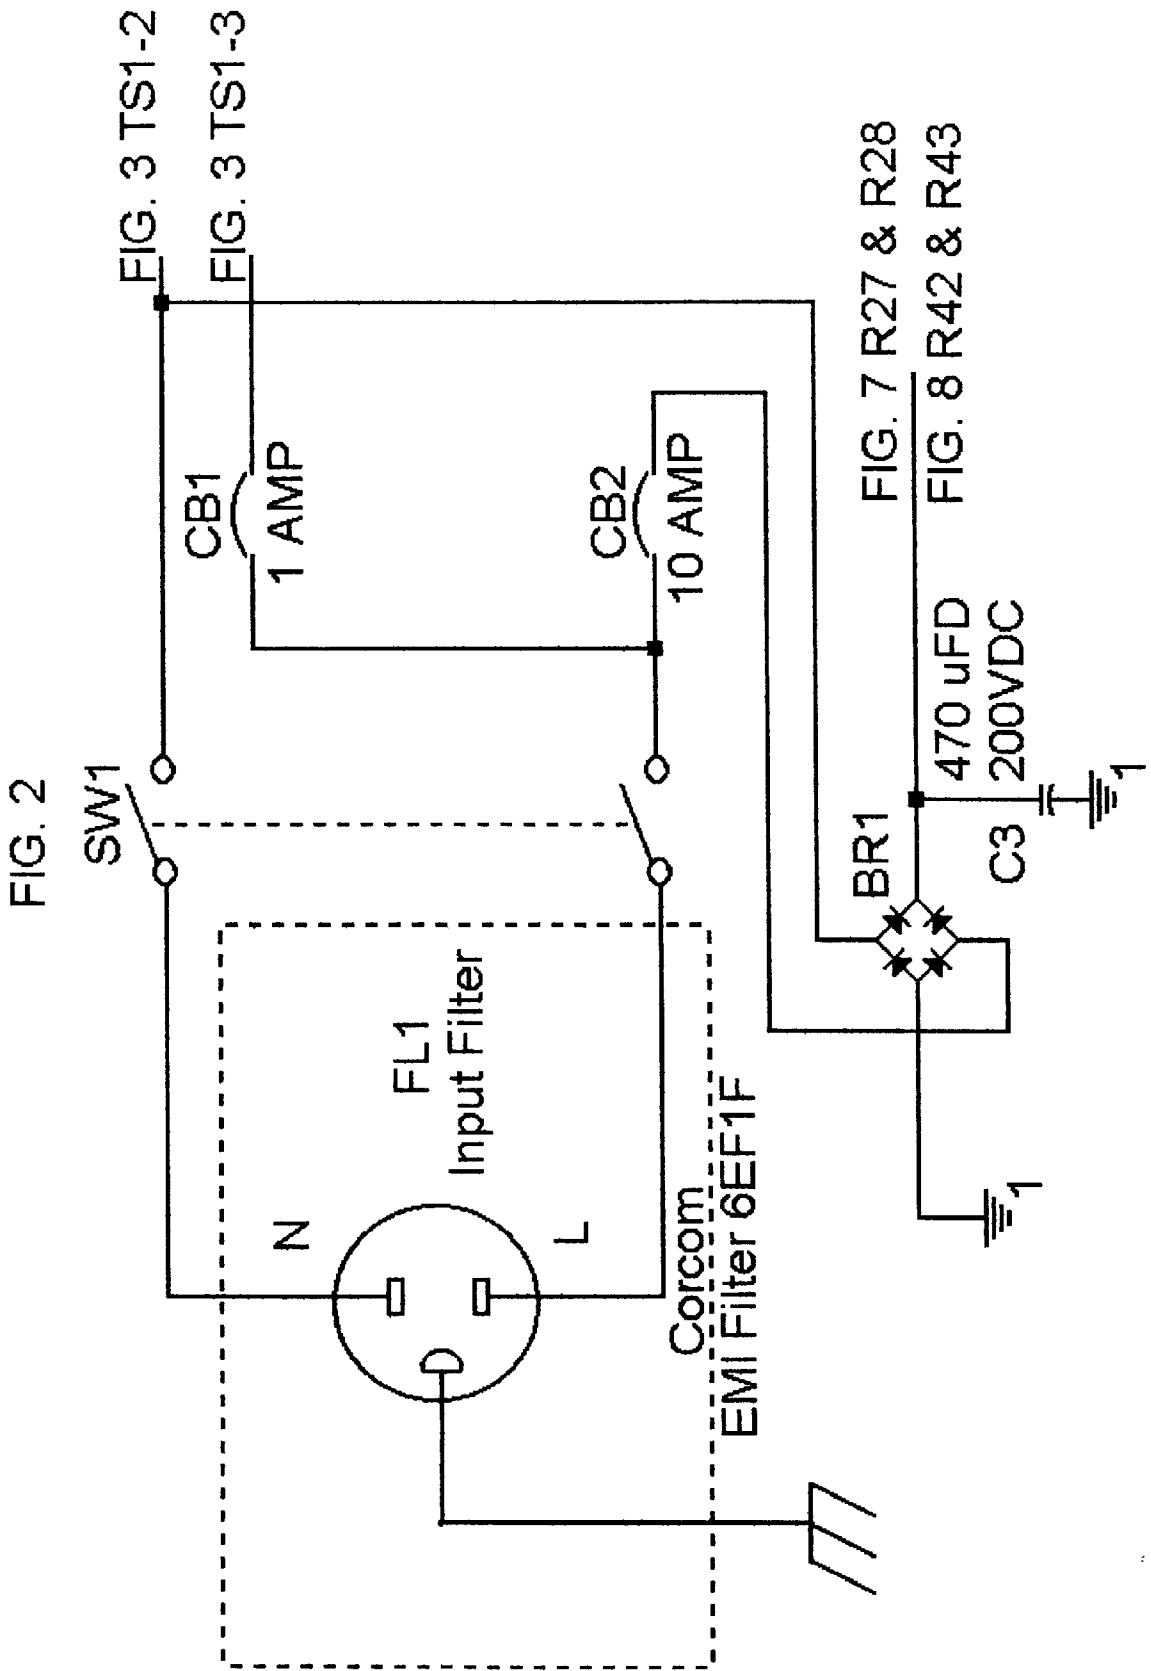 FIG. 2
FIG. 3 TS1-2
FIG. 3 TS1-3
SW1
CB1
1 AMP
N
FL1
Input Filter
L
CB2
10 AMP
Corcom
EMI Filter 6EF1F
BR1
FIG. 7 R27 & R28
FIG. 8 R42 & R43
470 uFD
200VDC
C3
1
1